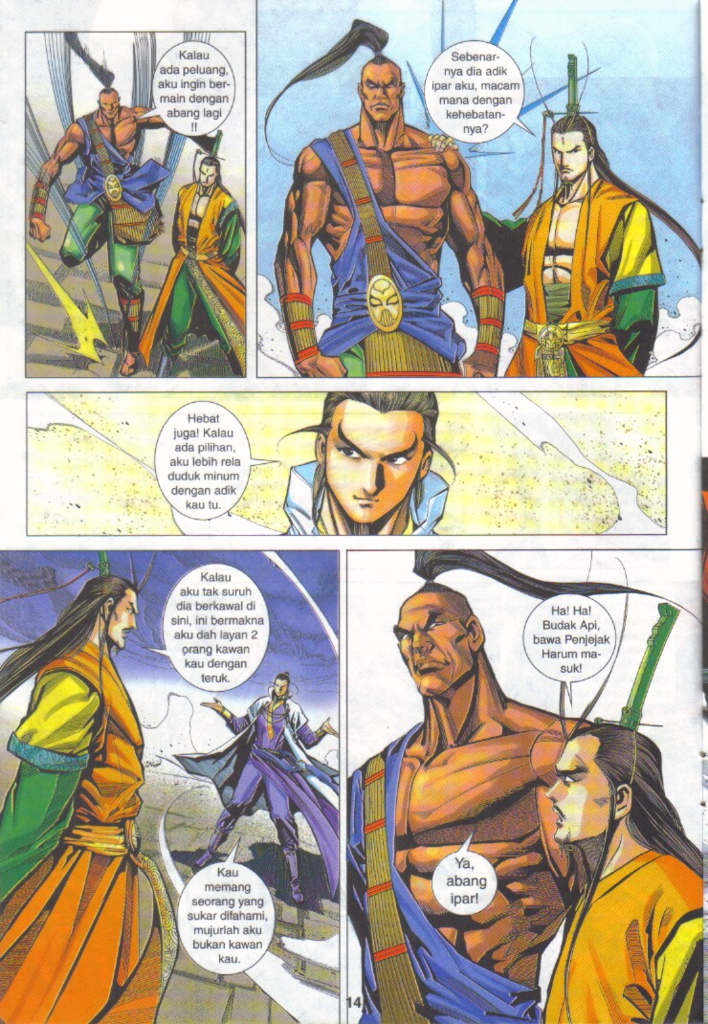 Kalau
ada peluang,
aku ingin ber-
main dengan
abang lagi
!!
Sebenar-
nya dia adik
ipar aku, macam
mana dengan
kehebatan-
nya?
Hebat
juga! Kalau
ada pilihan,
aku lebih rela
duduk minum
dengan adik
kau tu.
Kalau
aku tak suruh
dia berkawal di
sini, ini bermakna
aku dah layan 2
orang kawan
kau dengan
teruk.
Kau
memang
seorang yang
sukar difahami,
mujurlah aku
bukan kawan
kau.
Ha! Ha!
Budak Api,
bawa Penjejak
Harum ma-
suk!
Ya,
abang
ipar!
14